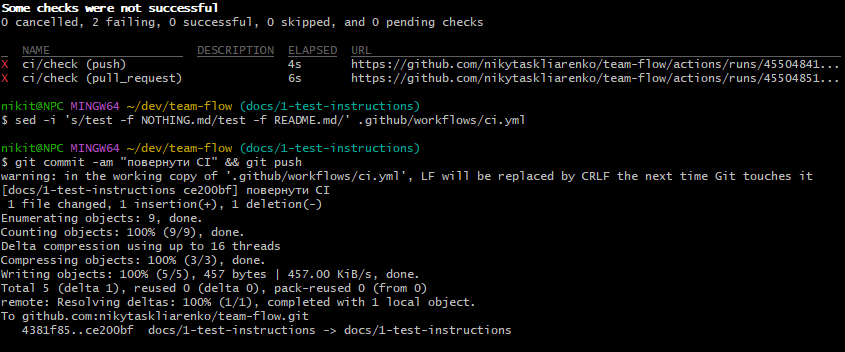 Some checks were not successful
0 cancelled, 2 failing, 0 successful, 0 skipped, and 0 pending checks
NAME DESCRIPTION ELAPSED URL
X ci/check (push) 4s https://github.com/nikytaskliarenko/team-flow/actions/runs/45504841...
X ci/check (pull_request) 6s https://github.com/nikytaskliarenko/team-flow/actions/runs/45504851...
nikit@NPC MINGW64 ~/dev/team-flow (docs/1-test-instructions)
$ sed -i 's/test -f NOTHING.md/test -f README.md/' .github/workflows/ci.yml
nikit@NPC MINGW64 ~/dev/team-flow (docs/1-test-instructions)
$ git commit -am "повернути CI" && git push
warning: in the working copy of '.github/workflows/ci.yml', LF will be replaced by CRLF the next time Git touches it
[docs/1-test-instructions ce200bf] повернути CI
1 file changed, 1 insertion(+), 1 deletion(-)
Enumerating objects: 9, done.
Counting objects: 100% (9/9), done.
Delta compression using up to 16 threads
Compressing objects: 100% (3/3), done.
Writing objects: 100% (5/5), 457 bytes | 457.00 KiB/s, done.
Total 5 (delta 1), reused 0 (delta 0), pack-reused 0 (from 0)
remote: Resolving deltas: 100% (1/1), completed with 1 local object.
To github.com:nikytaskliarenko/team-flow.git
4381f85..ce200bf docs/1-test-instructions -> docs/1-test-instructions